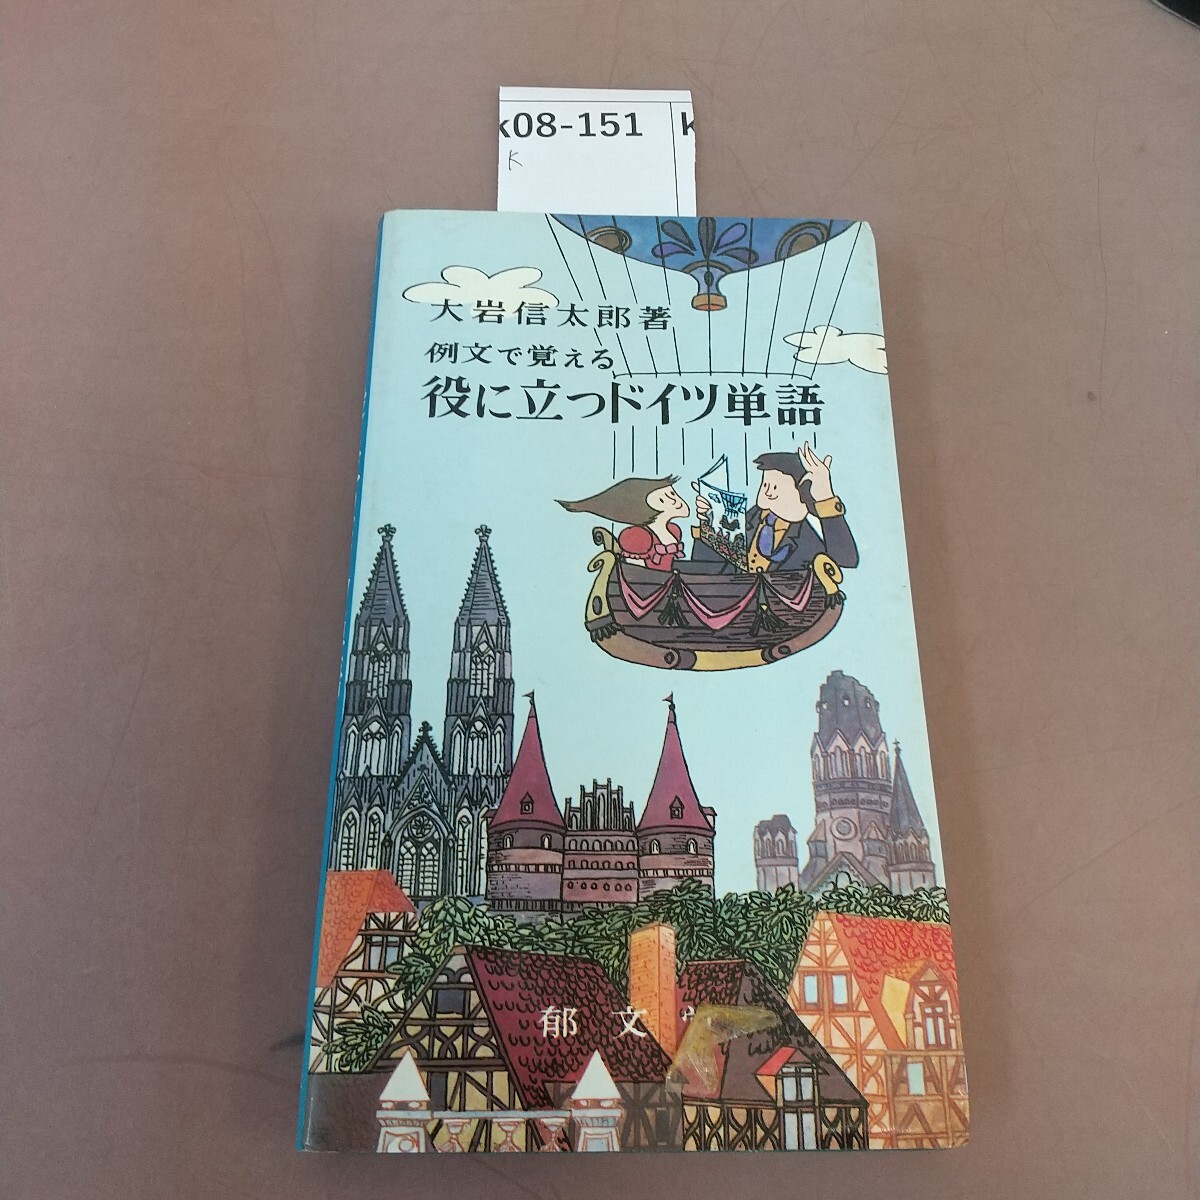 k08-151 k
K
大岩信太郎著
例文で覚える
役に立つドイツ単語
郁文